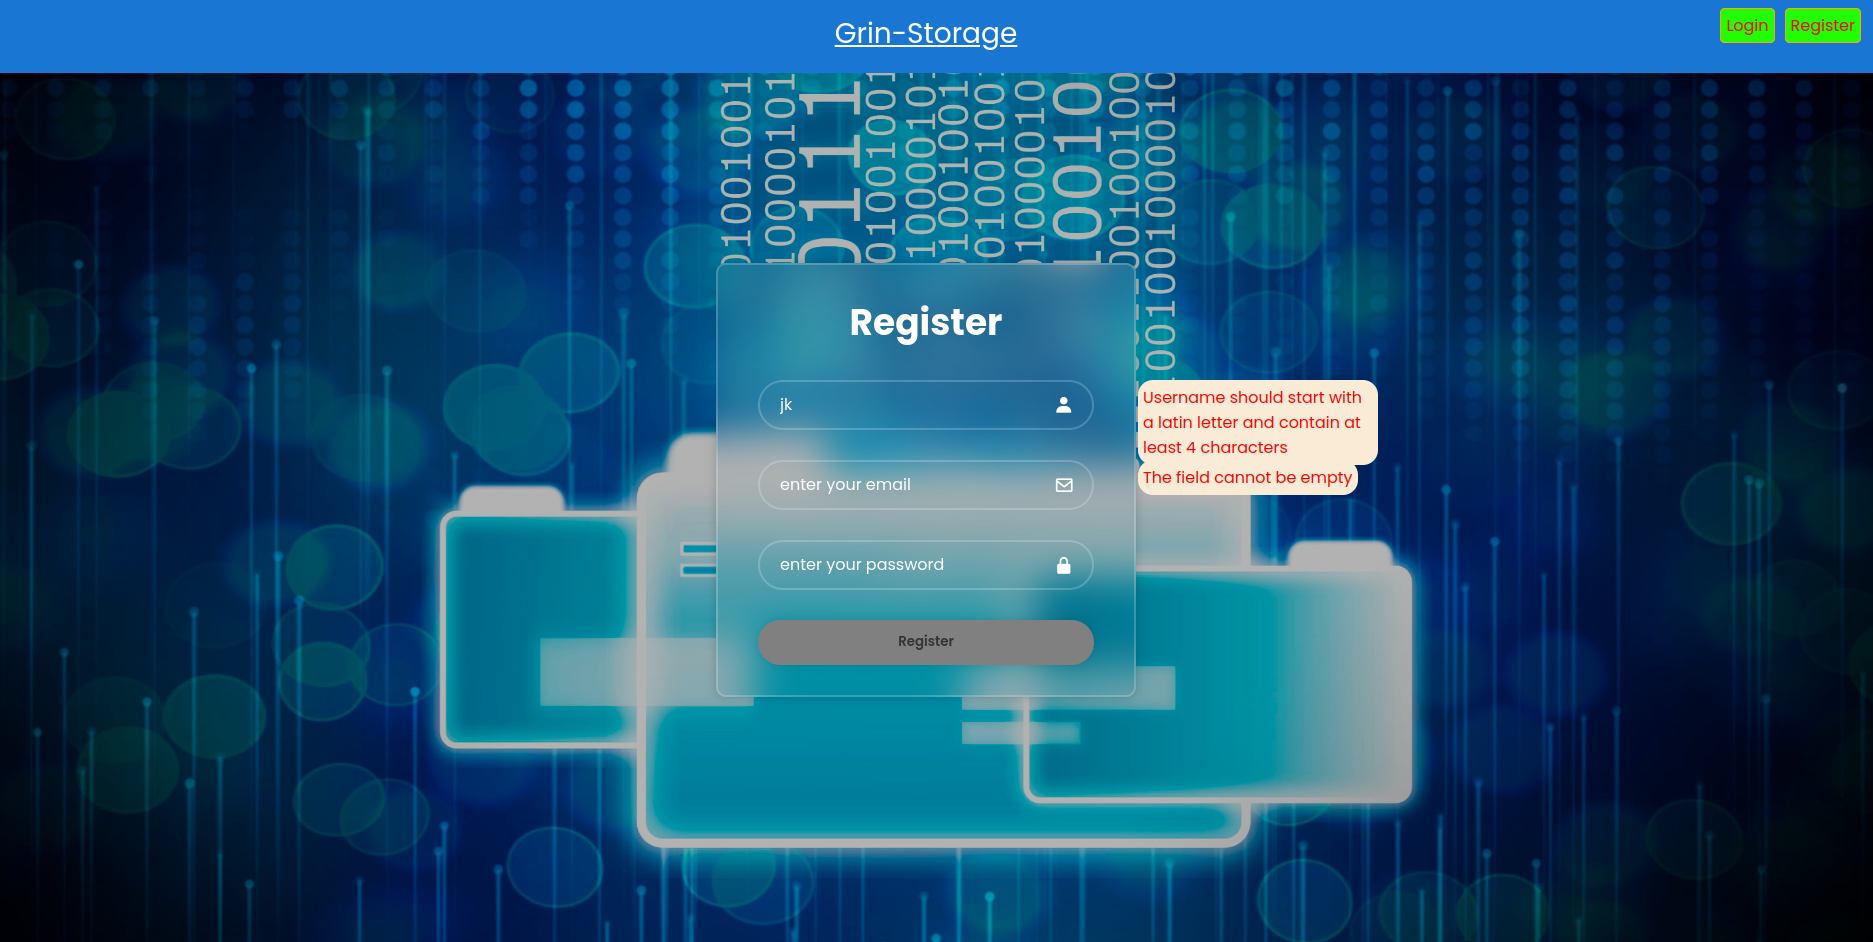 Grin-Storage
Login
Register
Register
jk
Username should start with
a latin letter and contain at
least 4 characters
enter your email
The field cannot be empty
enter your password
Register